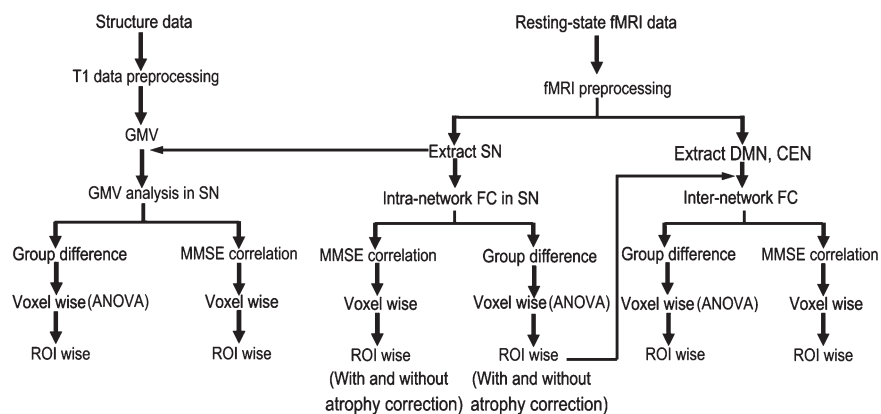 Structure data
Resting-state fMRI data
T1 data preprocessing
fMRI preprocessing
GMV
Extract SN
Extract DMN, CEN
GMV analysis in SN
Intra-network FC in SN
Inter-network FC
Group difference
MMSE correlation
MMSE correlation
Group difference
Group difference
MMSE correlation
Voxel wise (ANOVA)
Voxel wise
Voxel wise
Voxel wise (ANOVA)
Voxel wise (ANOVA)
Voxel wise
ROI wise
ROI wise
ROI wise
(With and without
atrophy correction)
ROI wise
(With and without
atrophy correction)
ROI wise
ROI wise